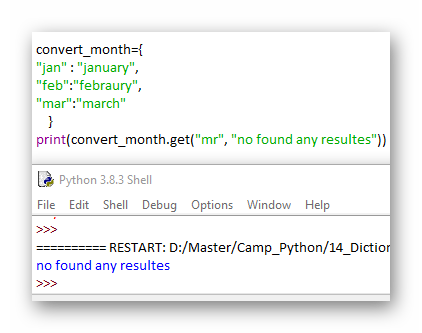 convert_month={
"jan" : "january",
"feb":"febraury",
"mar":"march"
}
print(convert_month.get("mr", "no found any resultes"))
Python 3.8.3 Shell
File Edit Shell Debug Options Window Help
>>>
========== RESTART: D:/Master/Camp_Python/14_Diction
no found any resultes
>>>